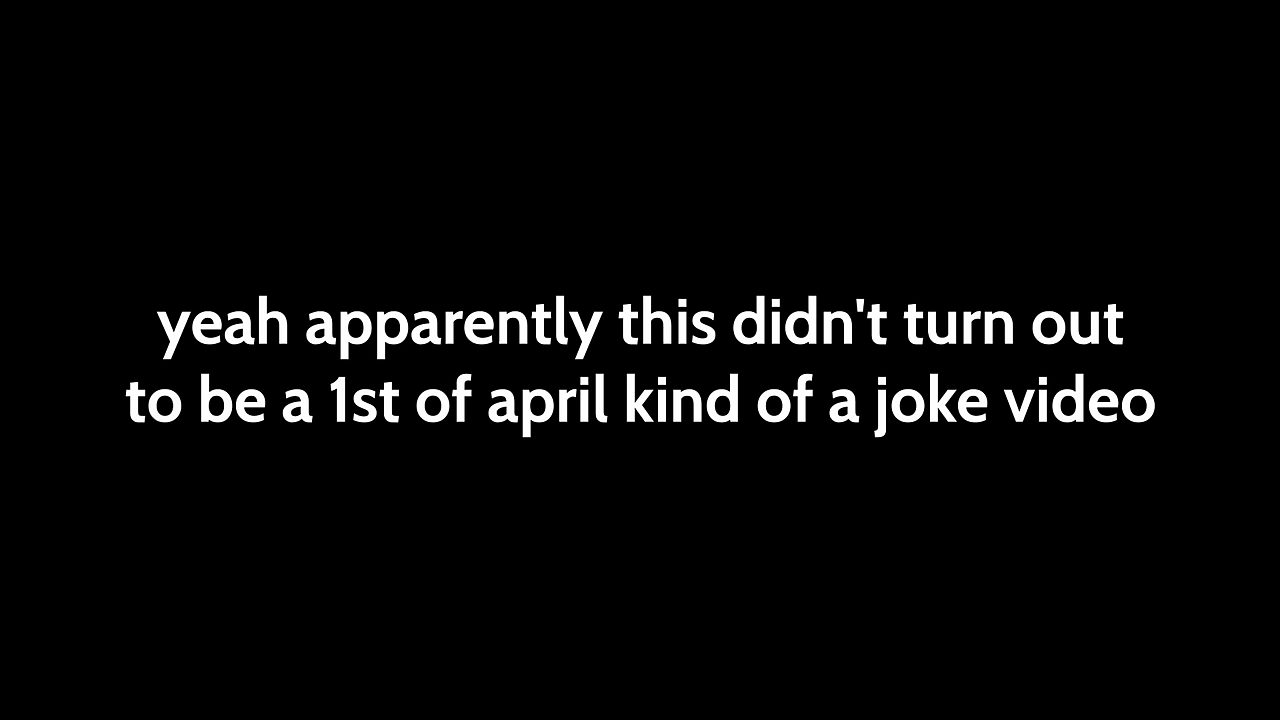 yeah apparently this didn't turn out
to be a 1st of april kind of a joke video